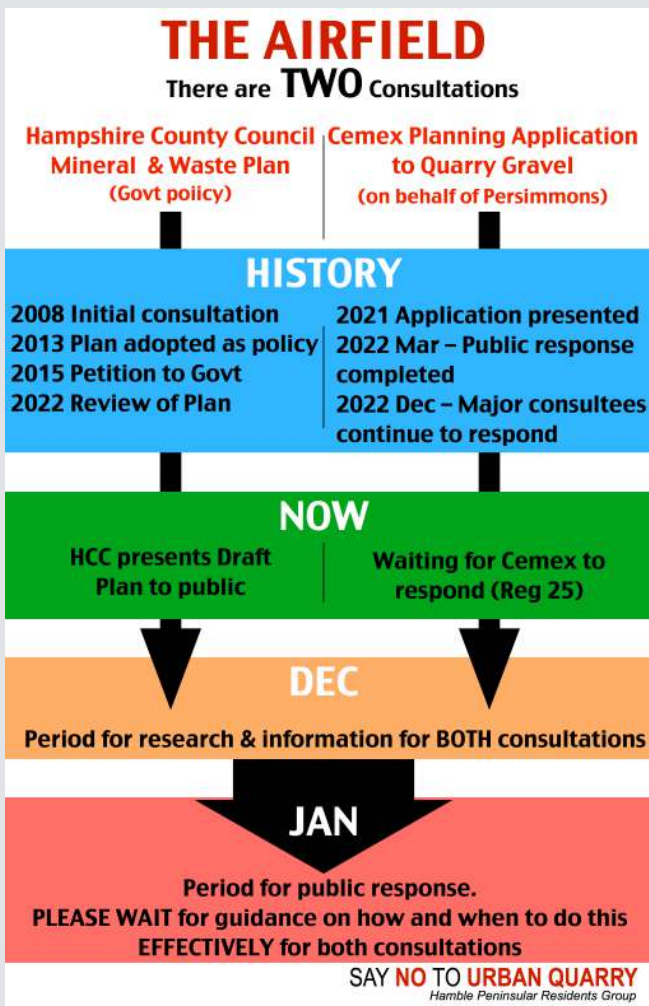 THE AIRFIELD
There are TWO Consultations
Hampshire County Council
Mineral & Waste Plan
(Govt poiicy)
Cemex Planning Application
to Quarry Gravel
(on behalf of Persimmons)
HISTORY
2008 Initial consultation
2013 Plan adopted as policy
2015 Petition to Govt
2022 Review of Plan
2021 Application presented
2022 Mar – Public response
completed
2022 Dec – Major consultees
continue to respond
NOW
HCC presents Draft
Plan to public
Waiting for Cemex to
respond (Reg 25)
DEC
Period for research & information for BOTH consultations
JAN
Period for public response.
PLEASE WAIT for guidance on how and when to do this
EFFECTIVELY for both consultations
SAY NO TO URBAN QUARRY
Hamble Peninsular Residents Group